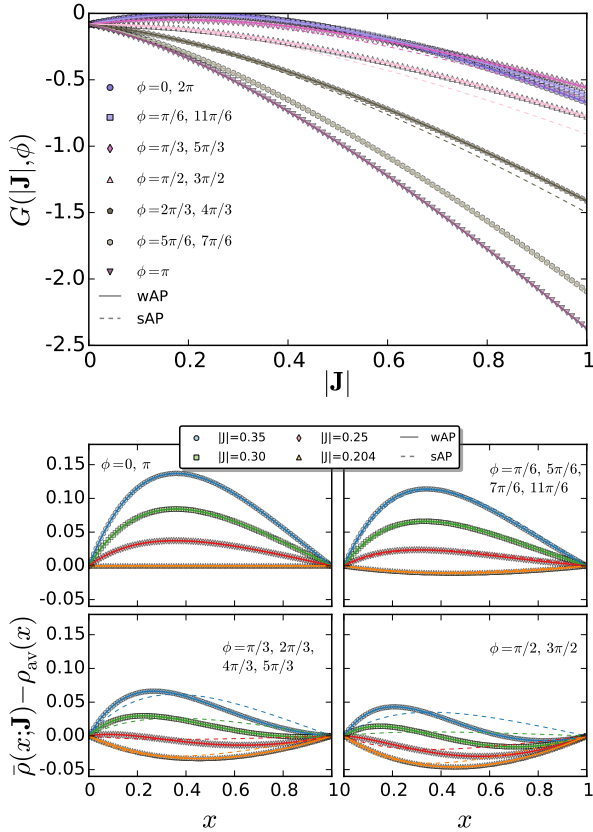 0
-0.5
-1.0
-1.5
-2.0
-2.5
G(|J|,ϕ)
ϕ=0, 2π
ϕ=π/6, 11π/6
ϕ=π/3, 5π/3
ϕ=π/2, 3π/2
ϕ=2π/3, 4π/3
ϕ=5π/6, 7π/6
ϕ=π
wAP
sAP
0 0.2 0.4 0.6 0.8 1
|J|
|J|=0.35 |J|=0.25 wAP
|J|=0.30 |J|=0.204 sAP
0.15
0.10
0.05
0.00
-0.05
ϕ=0, π
ϕ=π/6, 5π/6,
7π/6, 11π/6
0.15
0.10
0.05
0.00
-0.05
ρ̄(x;J)−ρav(x)
ϕ=π/3, 2π/3,
4π/3, 5π/3
ϕ=π/2, 3π/2
0 0.2 0.4 0.6 0.8 1 0 0.2 0.4 0.6 0.8 1
x x